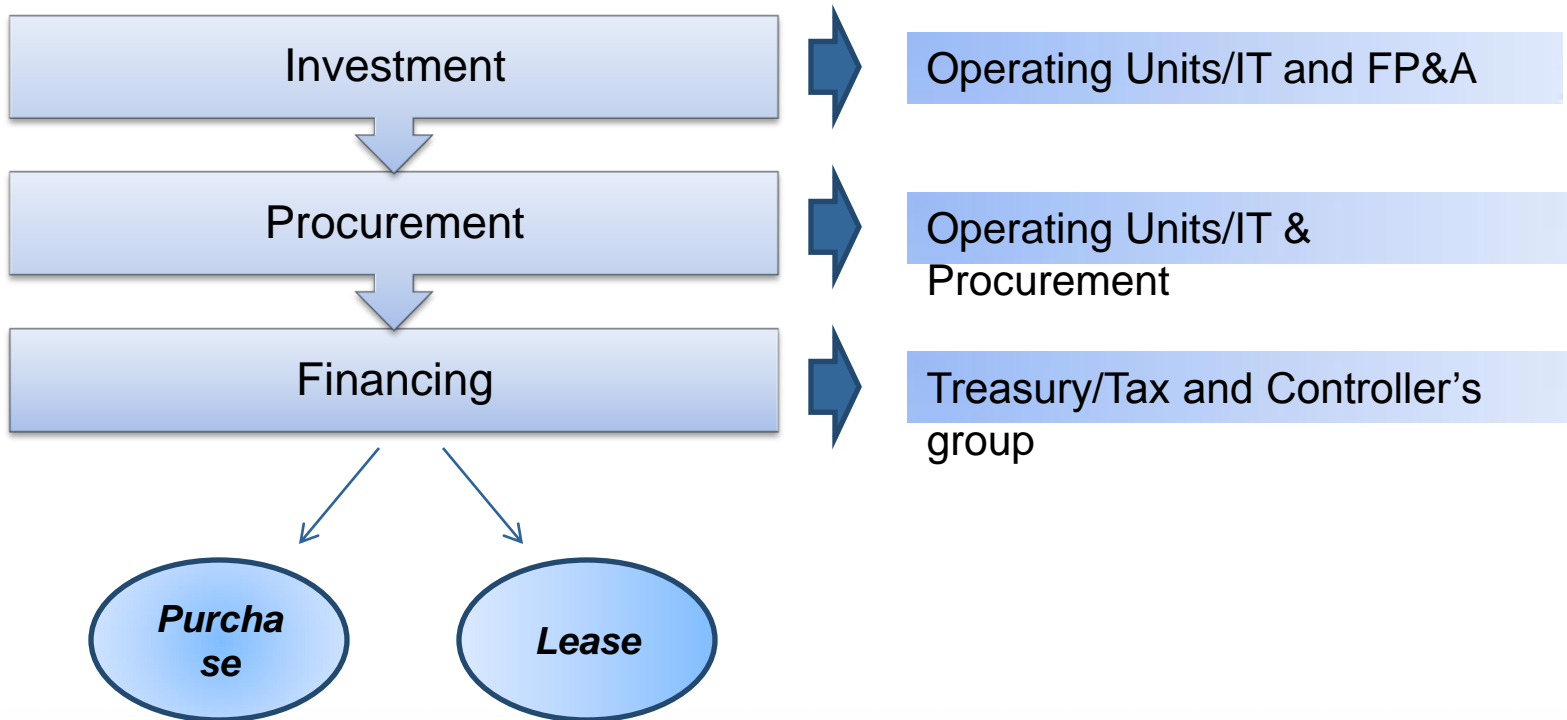 Investment
Operating Units/IT and FP&A
Procurement
Operating Units/IT &
Procurement
Financing
Treasury/Tax and Controller’s
group
Purcha
se
Lease